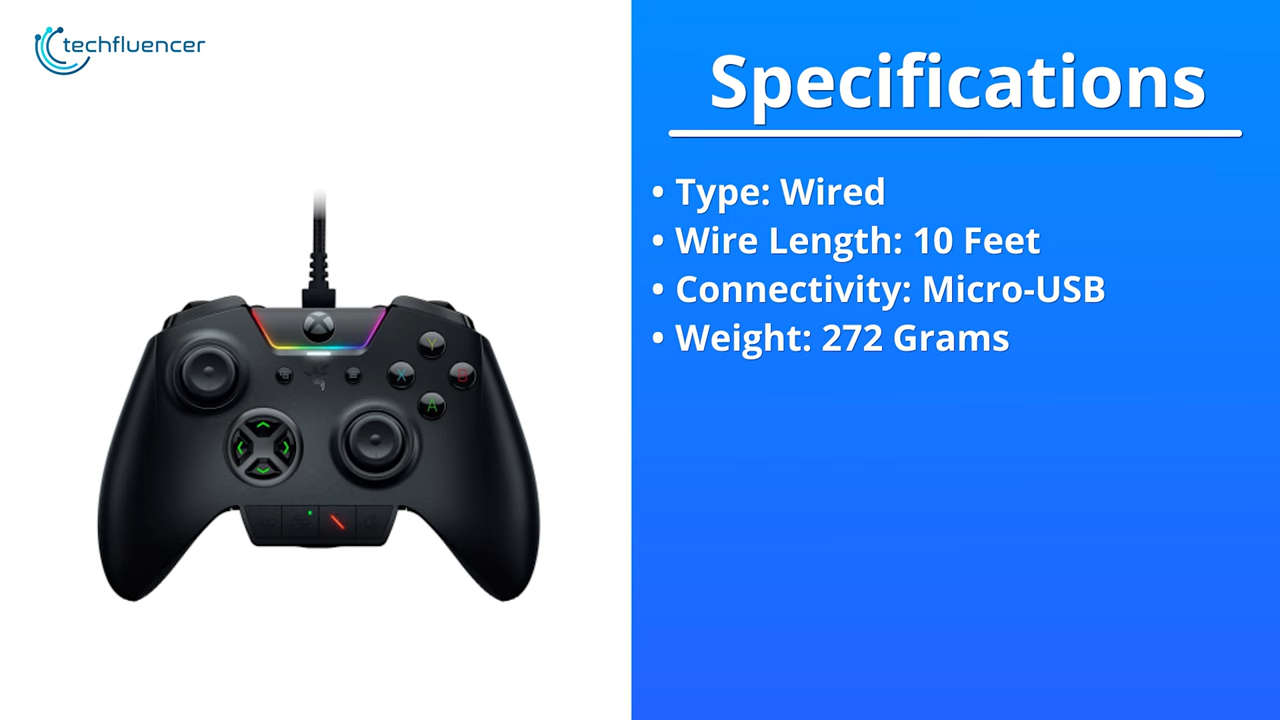 techfluencer
Specifications
• Type: Wired
• Wire Length: 10 Feet
• Connectivity: Micro-USB
• Weight: 272 Grams
Y
X
B
A